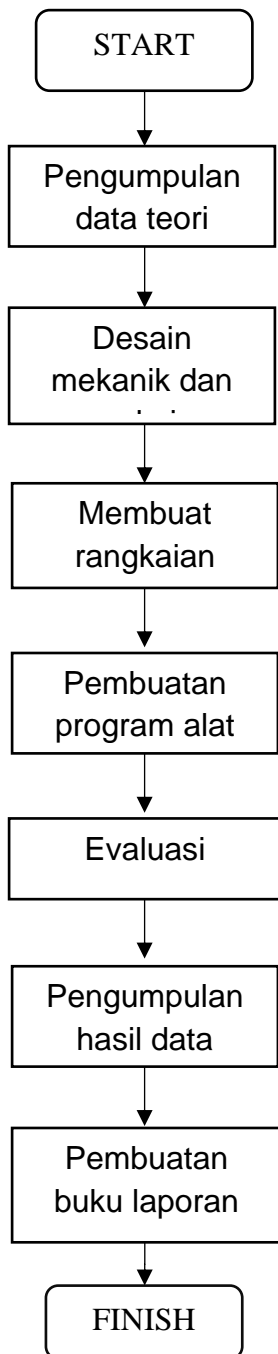 START
Pengumpulan
data teori
Desain
mekanik dan
Membuat
rangkaian
Pembuatan
program alat
Evaluasi
Pengumpulan
hasil data
Pembuatan
buku laporan
FINISH